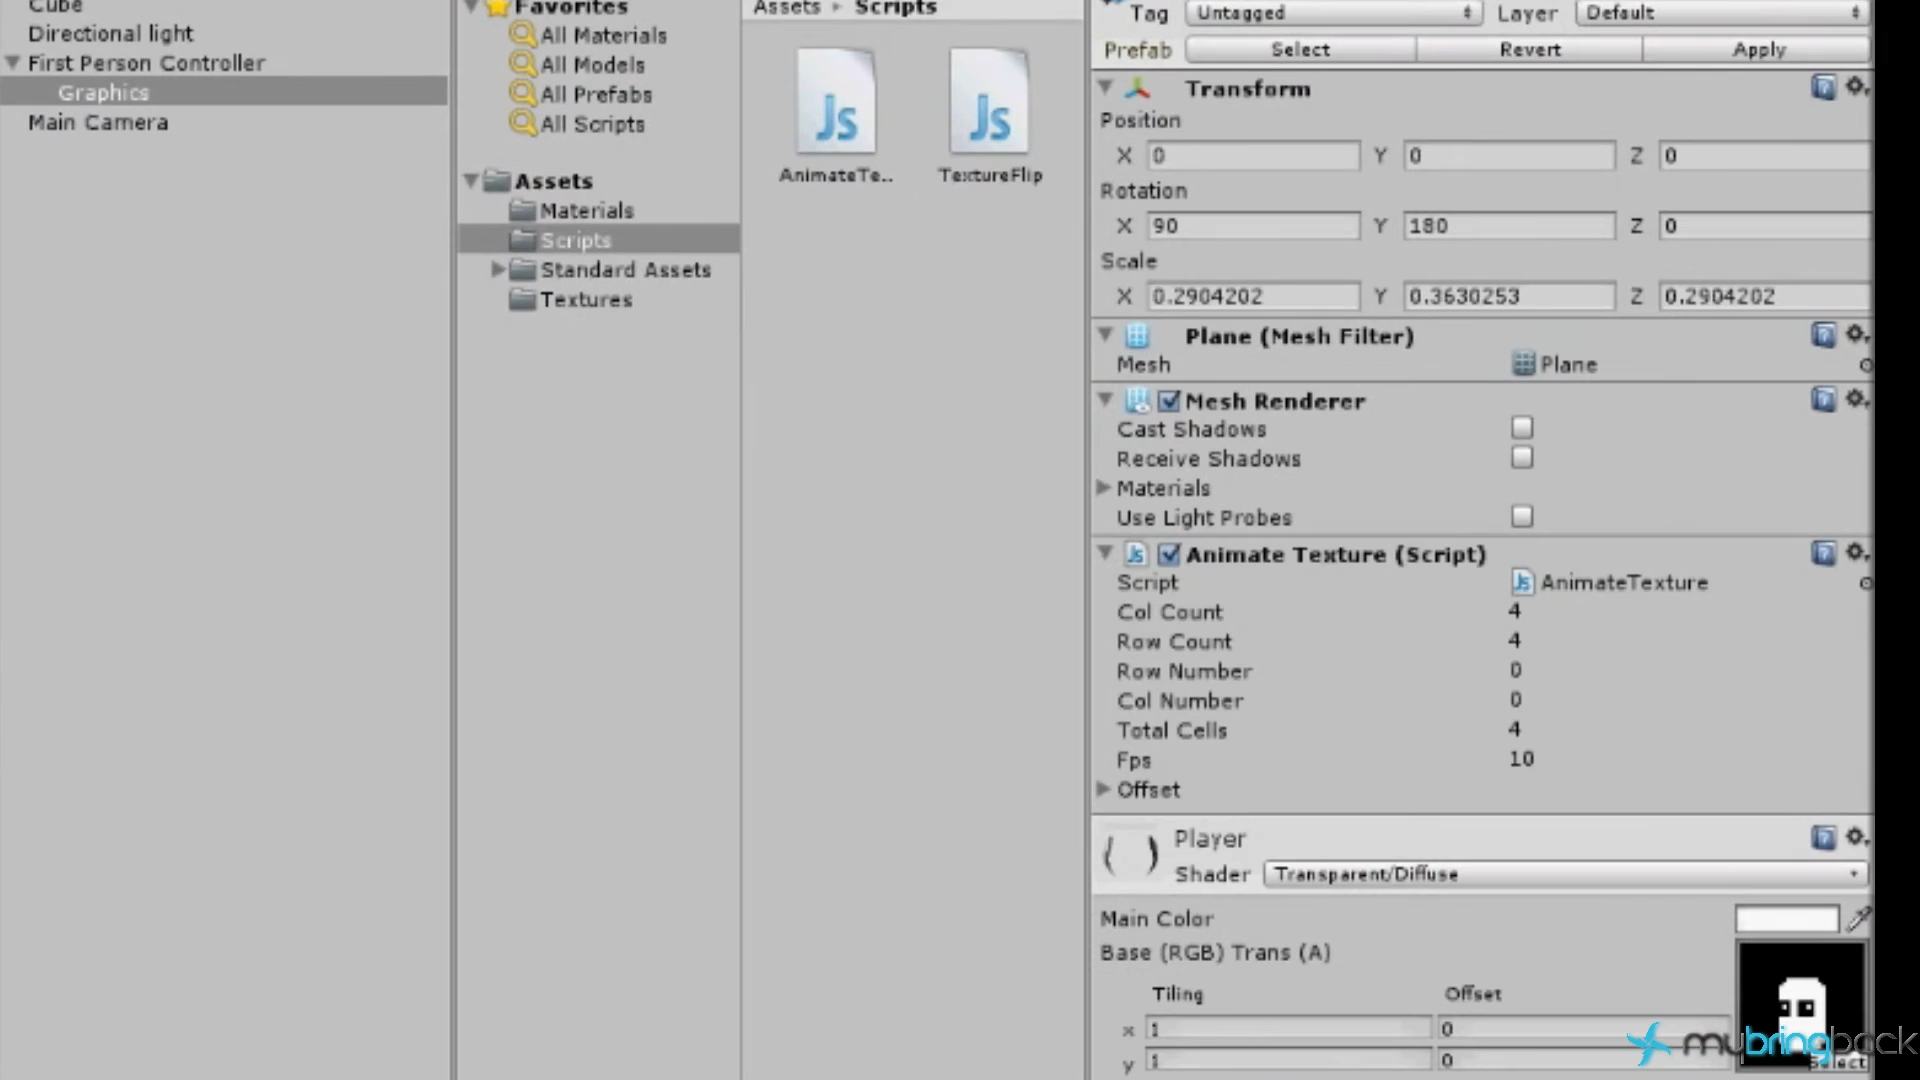 Cube
Directional light
First Person Controller
Graphics
Main Camera
Favorites
All Materials
All Models
All Prefabs
All Scripts
Assets
Materials
Scripts
Standard Assets
Textures
Assets Scripts
Js Js
AnimateTe.. TextureFlip
Tag Untagged Layer Default
Prefab Select Revert Apply
Transform
Position
X 0 Y 0 Z 0
Rotation
X 90 Y 180 Z 0
Scale
X 0.2904202 Y 0.3630253 Z 0.2904202
Plane (Mesh Filter)
Mesh Plane
Mesh Renderer
Cast Shadows
Receive Shadows
Materials
Use Light Probes
Js Animate Texture (Script)
Script Js AnimateTexture
Col Count 4
Row Count 4
Row Number 0
Col Number 0
Total Cells 4
Fps 10
Offset
Player
Shader Transparent/Diffuse
Main Color
Base (RGB) Trans (A)
Tiling Offset
x 1 0
y 1 0
Select
mybringback